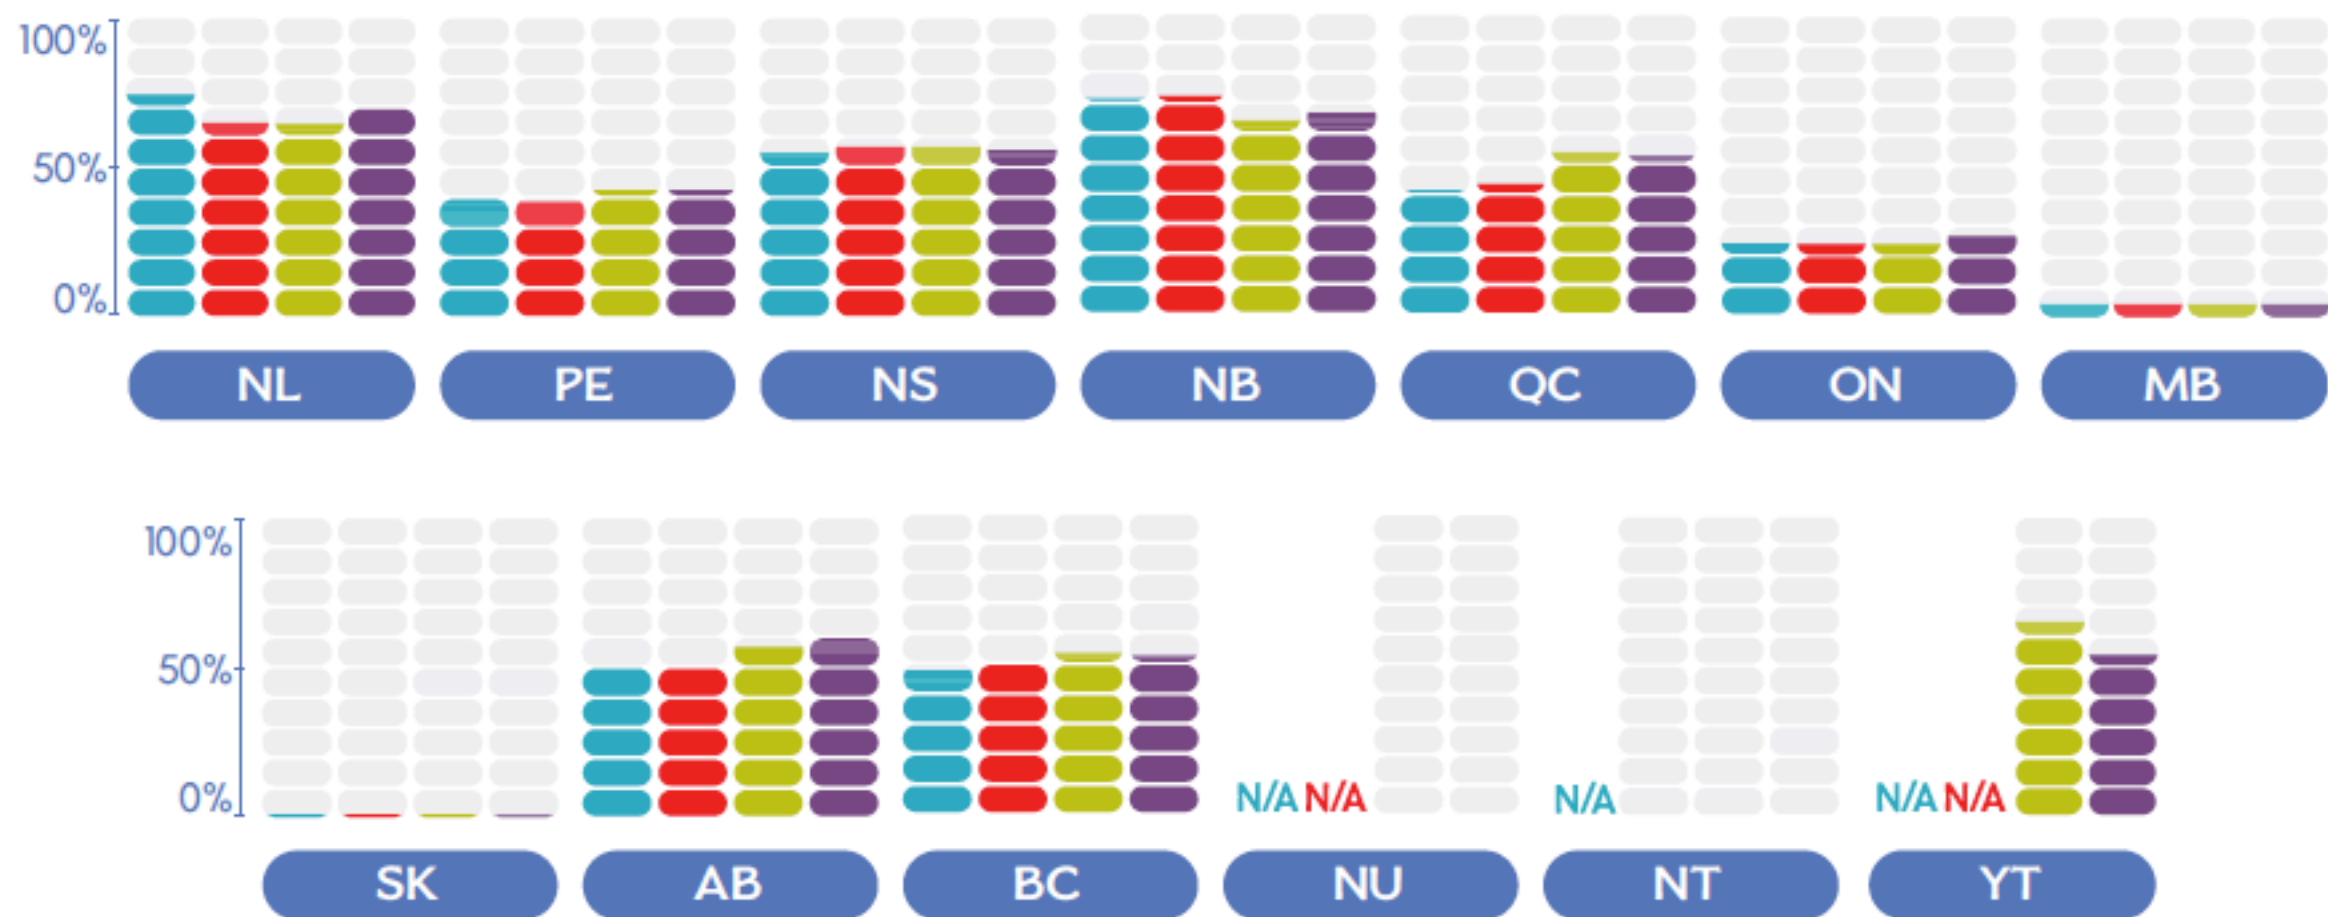 100%
50%
0%
NL PE NS NB QC ON MB
100%
50%
0%
N/A N/A N/A N/A N/A
SK AB BC NU NT YT